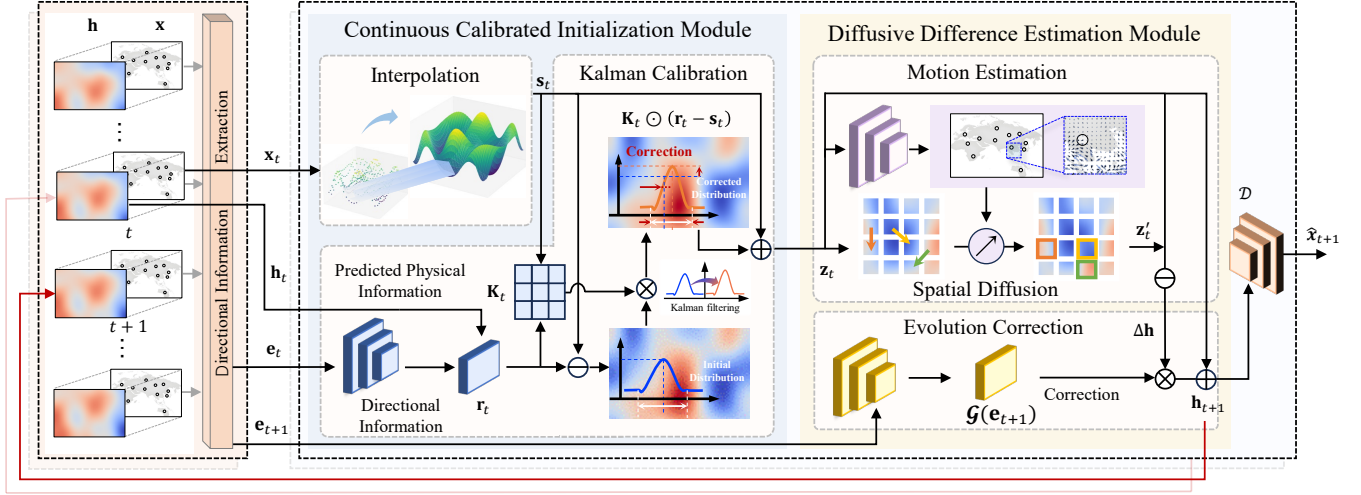 h
x
⋮
t
t + 1
⋮
Directional Information Extraction
x_t
h_t
e_t
e_{t+1}
Continuous Calibrated Initialization Module
Interpolation
s_t
Kalman Calibration
K_t ⊙ (r_t − s_t)
Correction
Corrected
Distribution
Predicted Physical
Information
K_t
Kalman filtering
Initial
Distribution
Directional
Information
r_t
Diffusive Difference Estimation Module
Motion Estimation
z_t
z′_t
Spatial Diffusion
Δh
Evolution Correction
Correction
𝓖(e_{t+1})
h_{t+1}
𝒟
x̂_{t+1}